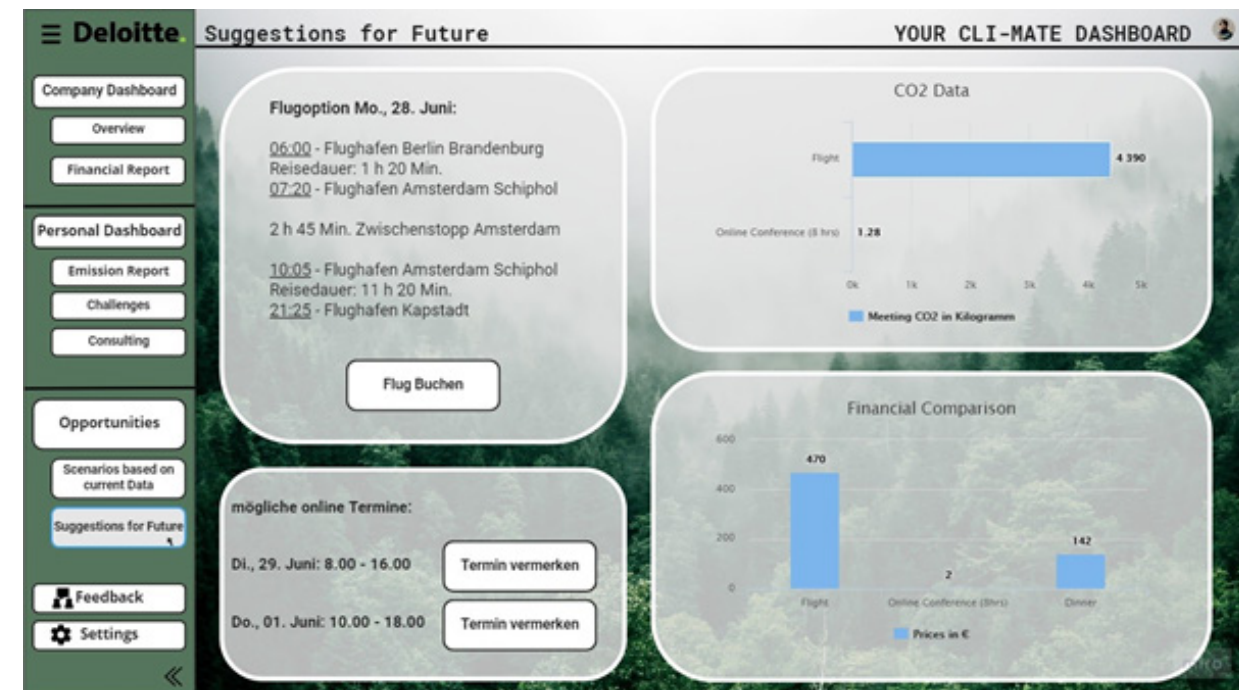 Deloitte.
Suggestions for Future
YOUR CLI-MATE DASHBOARD
Company Dashboard
Overview
Financial Report
Personal Dashboard
Emission Report
Challenges
Consulting
Opportunities
Scenarios based on
current Data
Suggestions for Future
Feedback
Settings
Flugoption Mo., 28. Juni:
06:00 - Flughafen Berlin Brandenburg
Reisedauer: 1 h 20 Min.
07:20 - Flughafen Amsterdam Schiphol
2 h 45 Min. Zwischenstopp Amsterdam
10:05 - Flughafen Amsterdam Schiphol
Reisedauer: 11 h 20 Min.
21:25 - Flughafen Kapstadt
Flug Buchen
mögliche online Termine:
Di., 29. Juni: 8.00 - 16.00
Termin vermerken
Do., 01. Juni: 10.00 - 18.00
Termin vermerken
CO2 Data
Flight
4 390
Online Conference (8 hrs)
1.28
0k 1k 2k 3k 4k 5k
Meeting CO2 in Kilogramm
Financial Comparison
600
400
200
0
470
2
142
Flight
Online Conference (8hrs)
Dinner
Prices in €